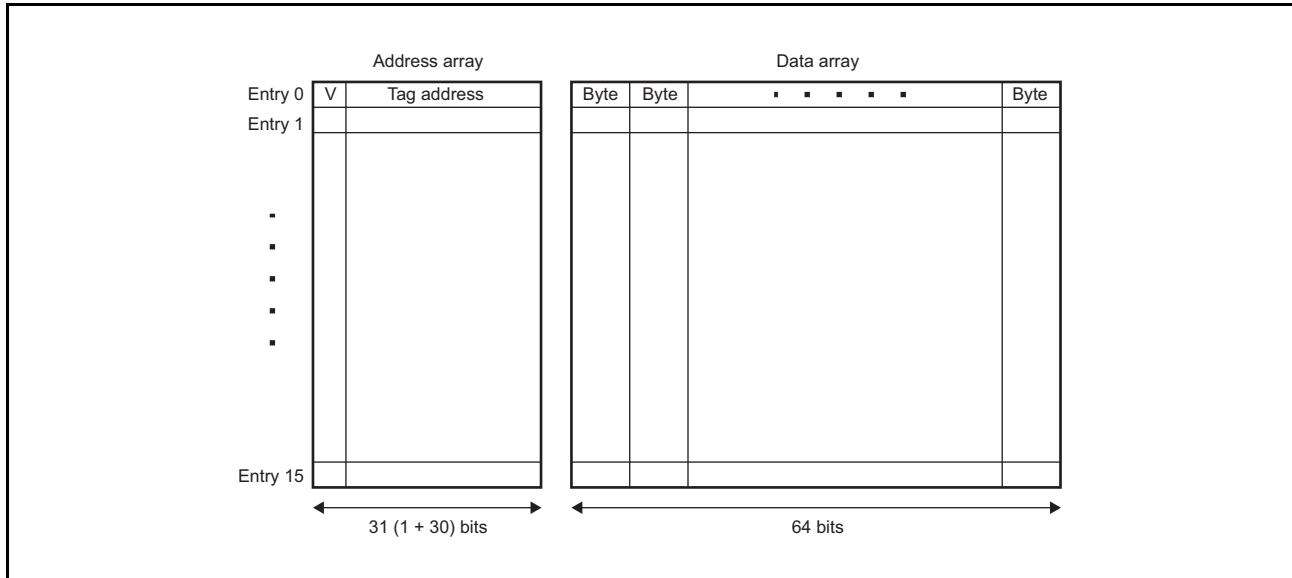 Address array
Data array
Entry 0
V
Tag address
Byte
Byte
Byte
Entry 1
Entry 15
31 (1 + 30) bits
64 bits